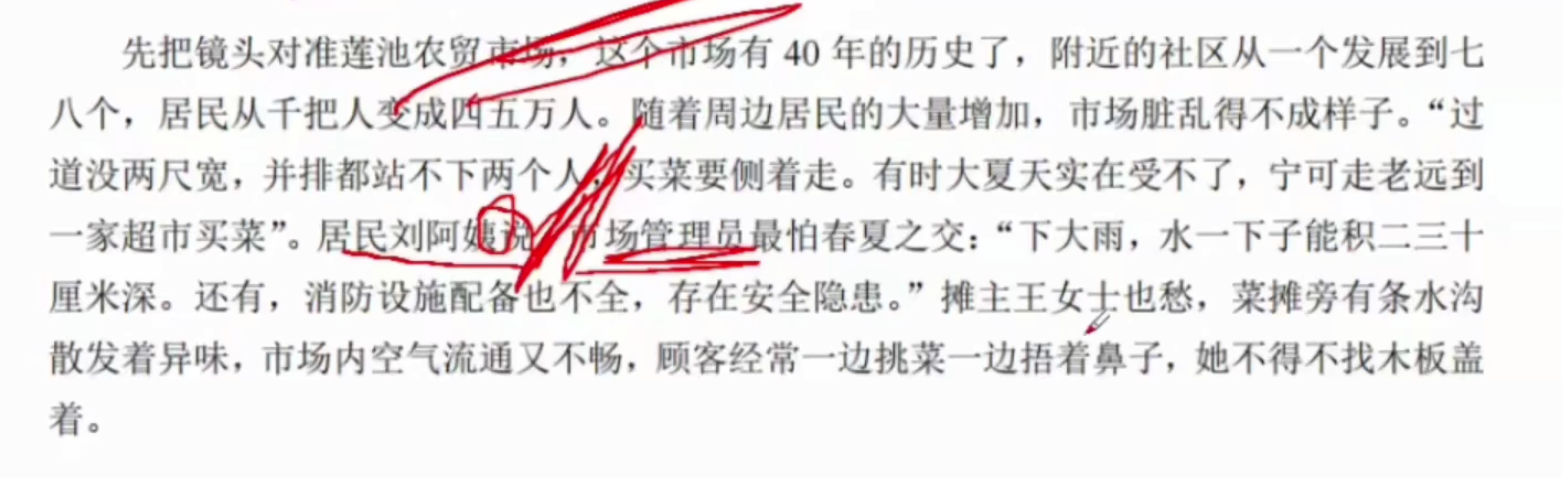 先把镜头对准莲池农贸市场，这个市场有 40 年的历史了，附近的社区从一个发展到七
八个，居民从千把人变成四五万人。随着周边居民的大量增加，市场脏乱得不成样子。“过
道没两尺宽，并排都站不下两个人，买菜要侧着走。有时大夏天实在受不了，宁可走老远到
一家超市买菜”。居民刘阿姨说 市场管理员最怕春夏之交：“下大雨，水一下子能积二三十
厘米深。还有，消防设施配备也不全，存在安全隐患。”摊主王女士也愁，菜摊旁有条水沟
散发着异味，市场内空气流通又不畅，顾客经常一边挑菜一边捂着鼻子，她不得不找木板盖
着。